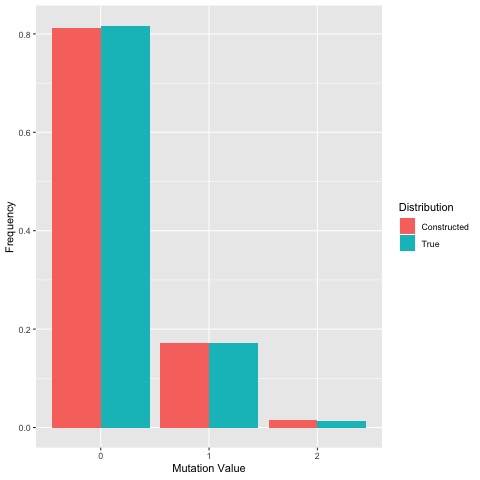 0.8
0.6
0.4
0.2
0.0
Frequency
0 1 2
Mutation Value
Distribution
Constructed
True